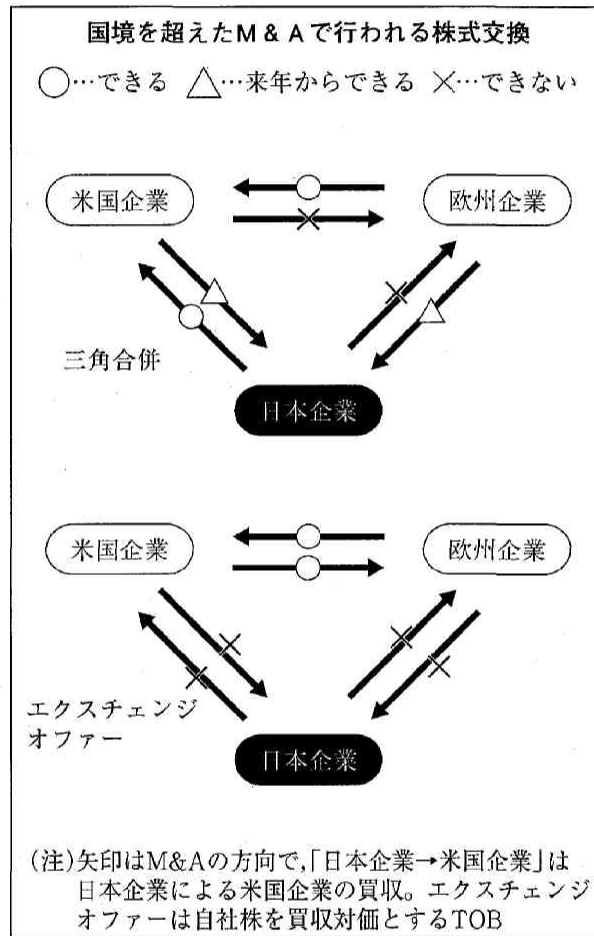 国境を超えたM&Aで行われる株式交換
○…できる △…来年からできる ×…できない
米国企業
欧州企業
三角合併
日本企業
米国企業
欧州企業
エクスチェンジ
オファー
日本企業
(注)矢印はM&Aの方向で,「日本企業→米国企業」は
日本企業による米国企業の買収。エクスチェンジ
オファーは自社株を買収対価とするTOB